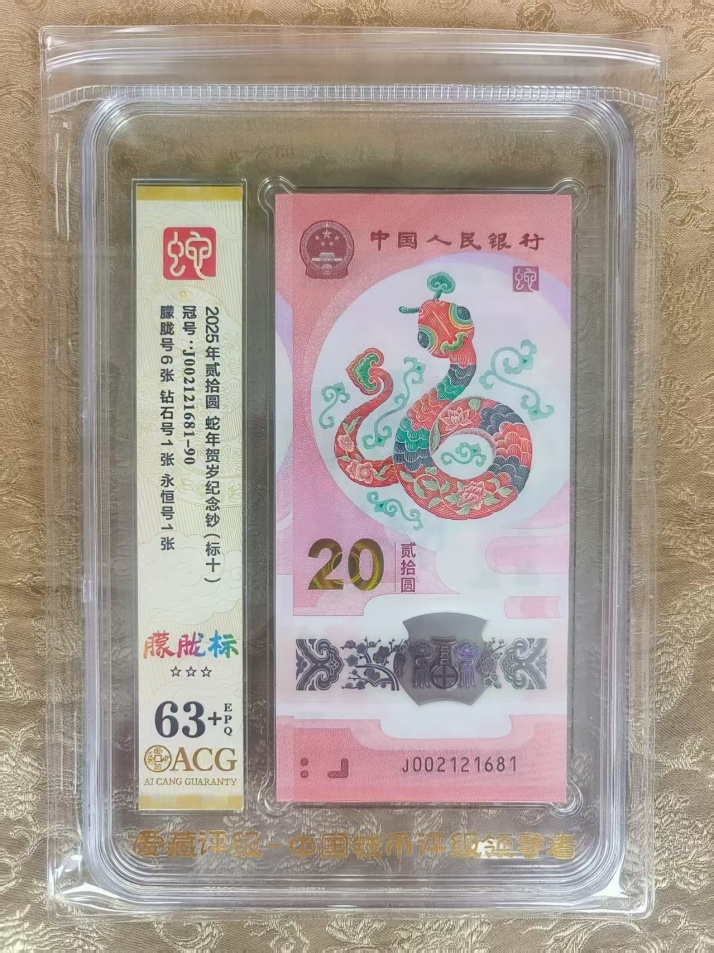 蛇
2025年贰拾圆 蛇年贺岁纪念钞（标十）
冠号：J002121681-90
朦胧号6张 钻石号1张 永恒号1张
朦胧标
☆☆☆
63+EPQ
ACG
AI CANG GUARANTY
中国人民银行
蛇
20 贰拾圆
福
J002121681
爱藏评级-中国钱币评级领导者